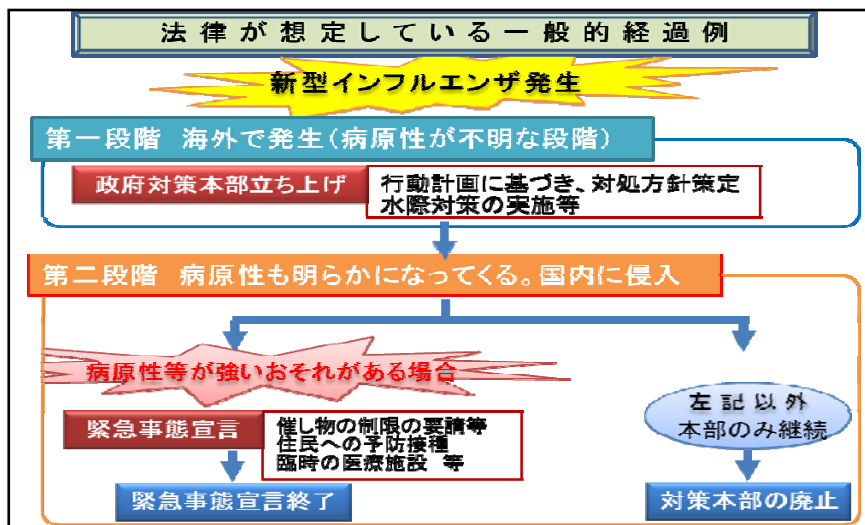 法律が想定している一般的経過例
新型インフルエンザ発生
第一段階 海外で発生(病原性が不明な段階)
政府対策本部立ち上げ
行動計画に基づき、対処方針策定
水際対策の実施等
第二段階 病原性も明らかになってくる。国内に侵入
病原性等が強いおそれがある場合
緊急事態宣言
催し物の制限の要請等
住民への予防接種
臨時の医療施設 等
緊急事態宣言終了
左記以外
本部のみ継続
対策本部の廃止